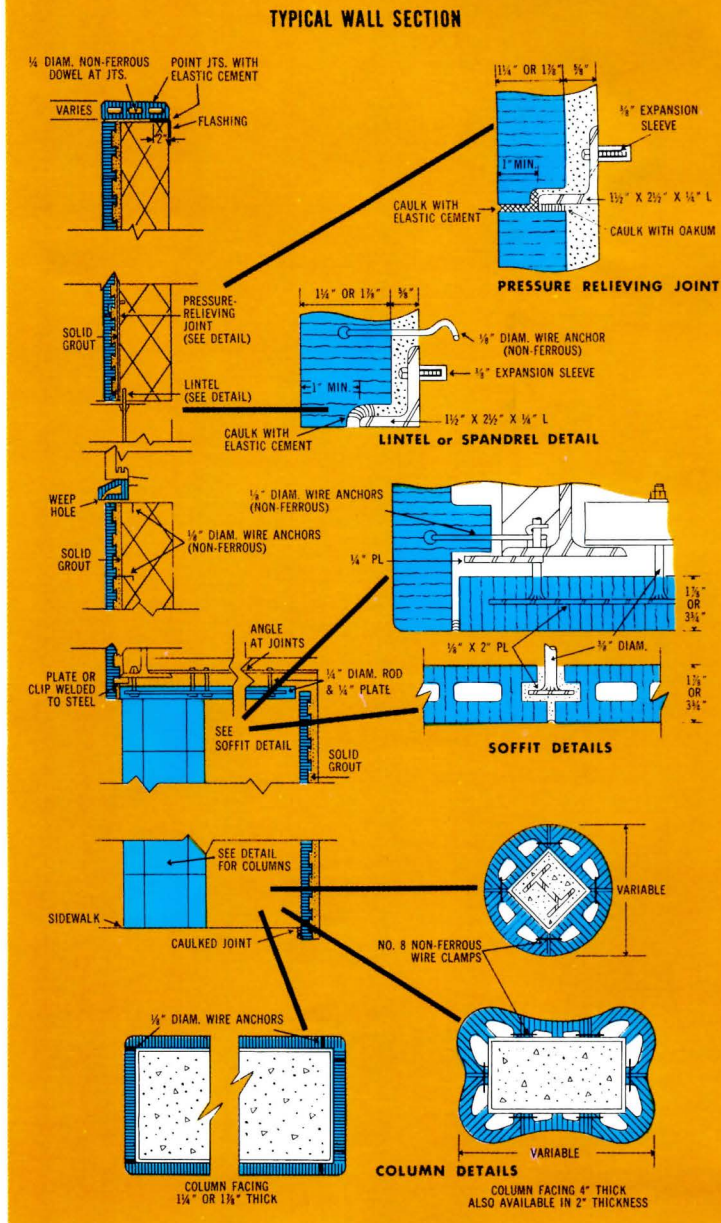 TYPICAL WALL SECTION
¼ DIAM. NON-FERROUS
DOWEL AT JTS.
POINT JTS. WITH
ELASTIC CEMENT
VARIES
FLASHING
2"
1¼" OR 1⅞"
⅝"
⅜" EXPANSION
SLEEVE
1" MIN.
CAULK WITH
ELASTIC CEMENT
1½" X 2½" X ¼" L
CAULK WITH OAKUM
PRESSURE RELIEVING JOINT
PRESSURE-
RELIEVING
JOINT
(SEE DETAIL)
SOLID
GROUT
LINTEL
(SEE DETAIL)
1¼" OR 1⅞"
⅝"
⅛" DIAM. WIRE ANCHOR
(NON-FERROUS)
⅜" EXPANSION SLEEVE
1" MIN.
1½" X 2½" X ¼" L
CAULK WITH
ELASTIC CEMENT
LINTEL or SPANDREL DETAIL
WEEP
HOLE
⅛" DIAM. WIRE ANCHORS
(NON-FERROUS)
SOLID
GROUT
⅛" DIAM. WIRE ANCHORS
(NON-FERROUS)
¼" PL
1⅞"
OR
3¾"
⅛" X 2" PL
⅜" DIAM.
1⅞"
OR
3¾"
SOFFIT DETAILS
ANGLE
AT JOINTS
PLATE OR
CLIP WELDED
TO STEEL
¼" DIAM. ROD
& ⅛" PLATE
SEE
SOFFIT DETAIL
SOLID
GROUT
SEE DETAIL
FOR COLUMNS
SIDEWALK
CAULKED JOINT
VARIABLE
NO. 8 NON-FERROUS
WIRE CLAMPS
⅛" DIAM. WIRE ANCHORS
COLUMN FACING
1¼" OR 1⅞" THICK
VARIABLE
COLUMN DETAILS
COLUMN FACING 4" THICK
ALSO AVAILABLE IN 2" THICKNESS